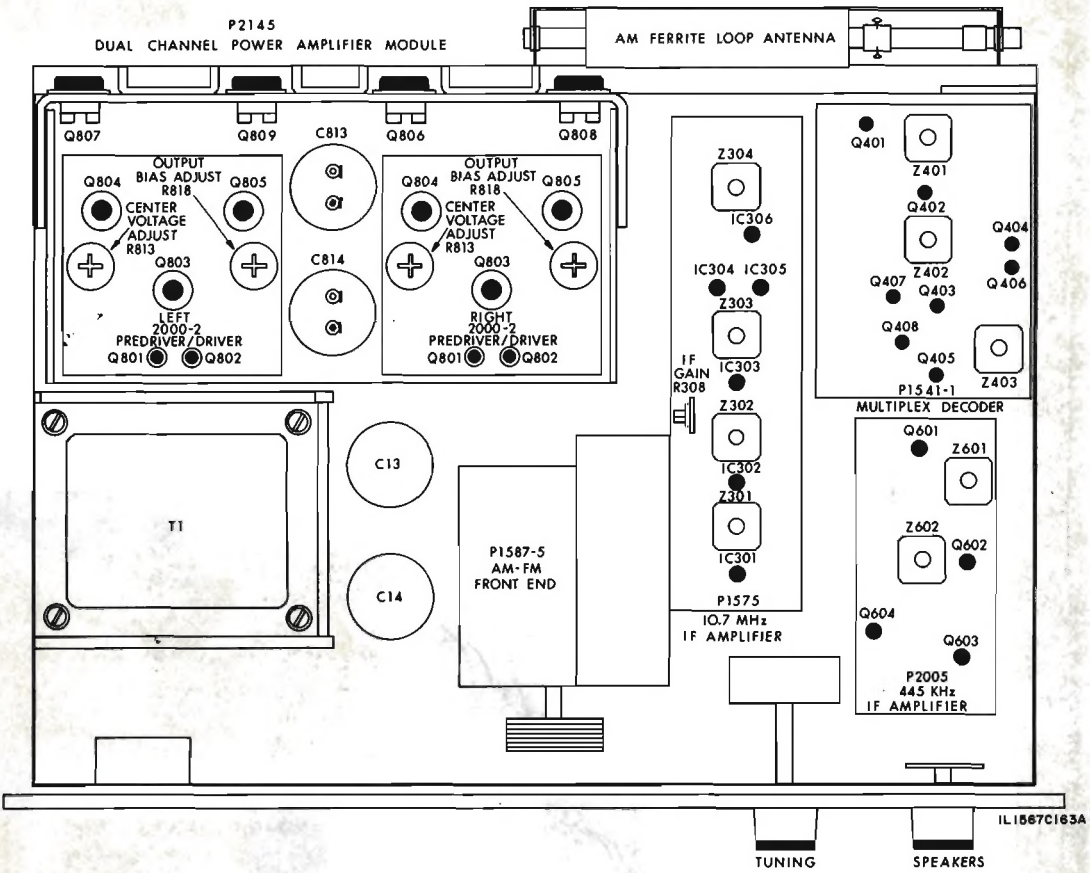 P2145
DUAL CHANNEL POWER AMPLIFIER MODULE
AM FERRITE LOOP ANTENNA
Q807
Q809
C813
Q806
Q808
Q804
OUTPUT
BIAS ADJUST
R818
Q805
CENTER
VOLTAGE
ADJUST
R813
Q803
LEFT
2000-2
PREDRIVER/DRIVER
Q801
Q802
C814
Q804
OUTPUT
BIAS ADJUST
R818
Q805
CENTER
VOLTAGE
ADJUST
R813
Q803
RIGHT
2000-2
PREDRIVER/DRIVER
Q801
Q802
Z304
IC306
IC304
IC305
Z303
IC303
IF
GAIN
R308
Z302
IC302
Z301
IC301
P1575
10.7 MHz
IF AMPLIFIER
Q401
Z401
Q402
Z402
Q404
Q406
Q407
Q403
Q408
Q405
Z403
P1541-1
MULTIPLEX DECODER
Q601
Z601
Z602
Q602
Q604
Q603
P2005
445 KHz
IF AMPLIFIER
T1
C13
C14
P1587-5
AM-FM
FRONT END
IL1567C163A
TUNING
SPEAKERS